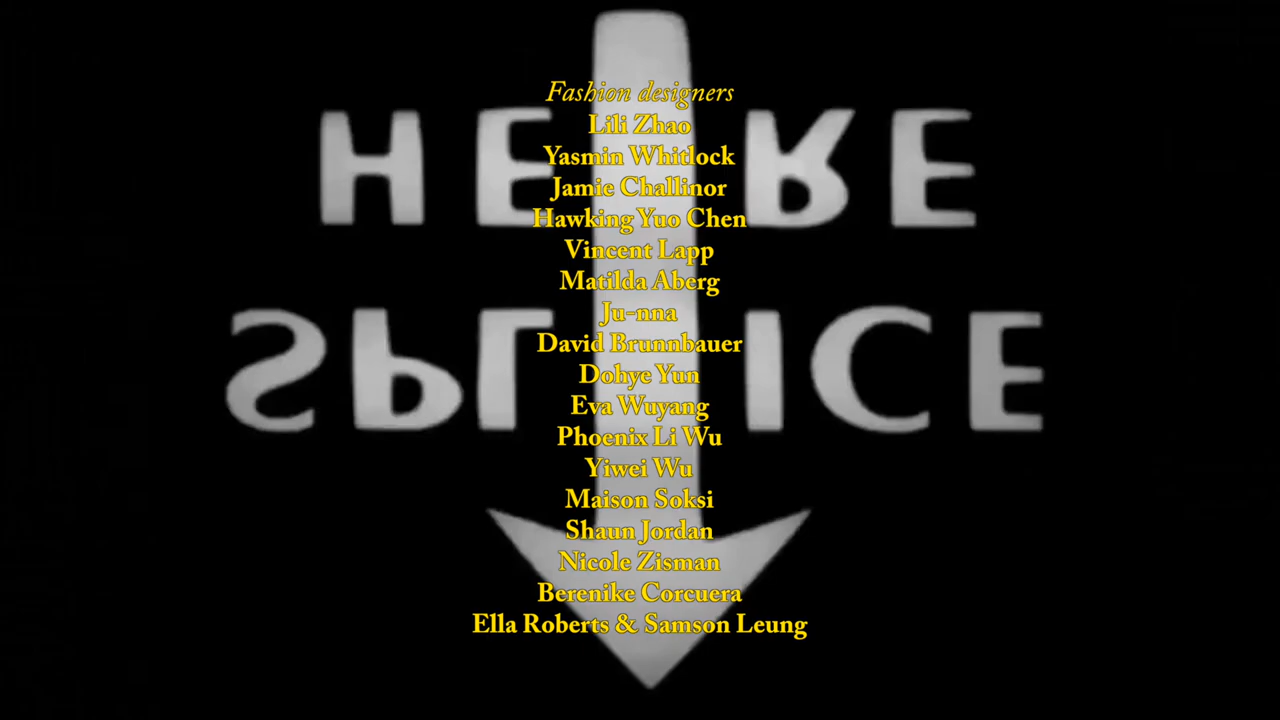 HERE
SPLICE
Fashion designers
Lili Zhao
Yasmin Whitlock
Jamie Challinor
Hawking Yuo Chen
Vincent Lapp
Matilda Aberg
Ju-nna
David Brunnbauer
Dohye Yun
Eva Wuyang
Phoenix Li Wu
Yiwei Wu
Maison Soksi
Shaun Jordan
Nicole Zisman
Berenike Corcuera
Ella Roberts & Samson Leung